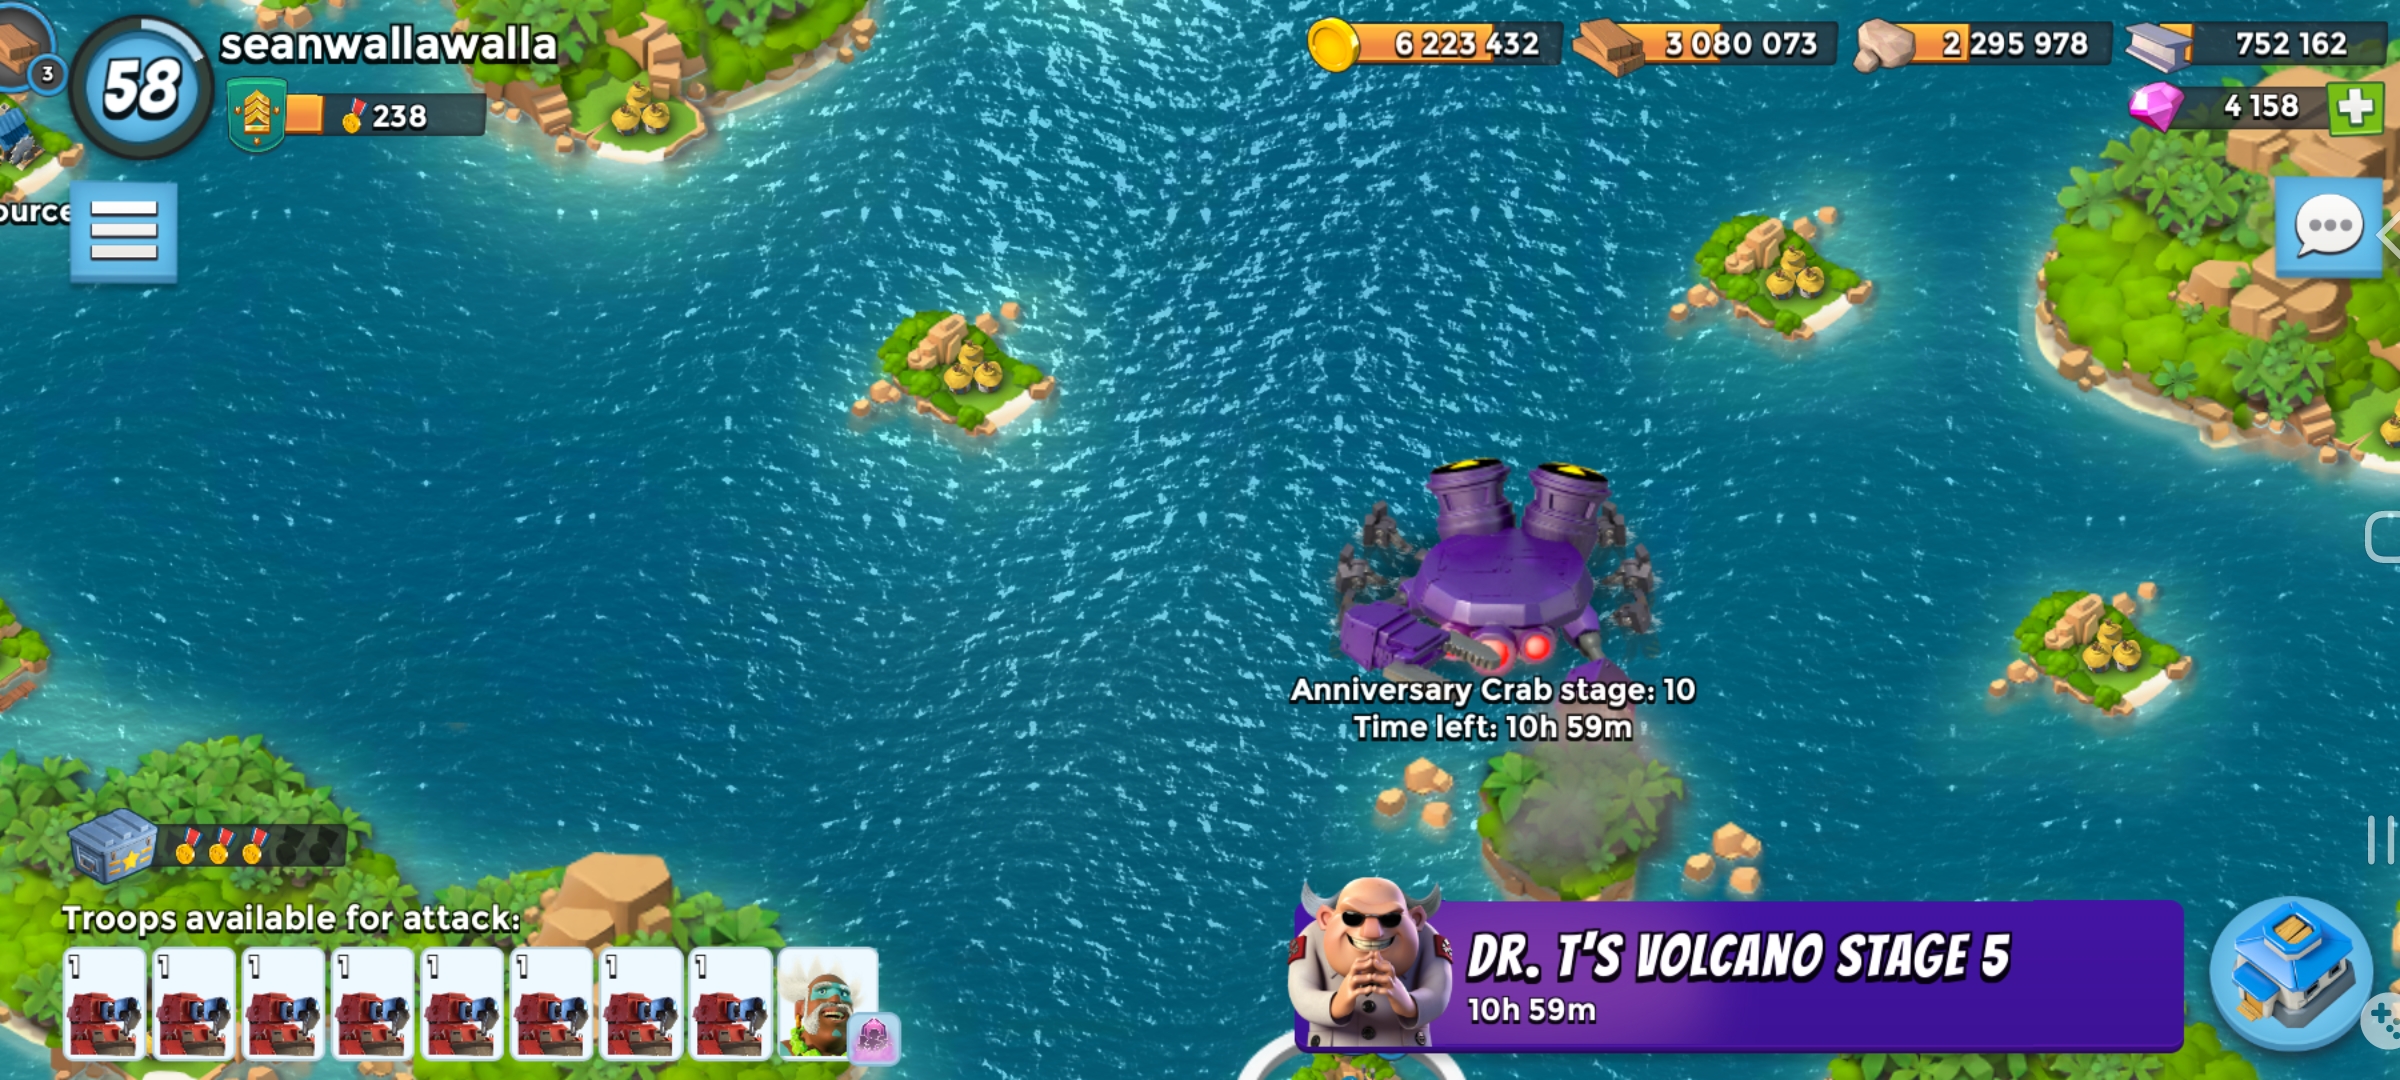 3
58
seanwallawalla
238
6 223 432
3 080 073
2 295 978
752 162
4 158
ource
Anniversary Crab stage: 10
Time left: 10h 59m
Troops available for attack:
1 1 1 1 1 1 1 1
DR. T'S VOLCANO STAGE 5
10h 59m